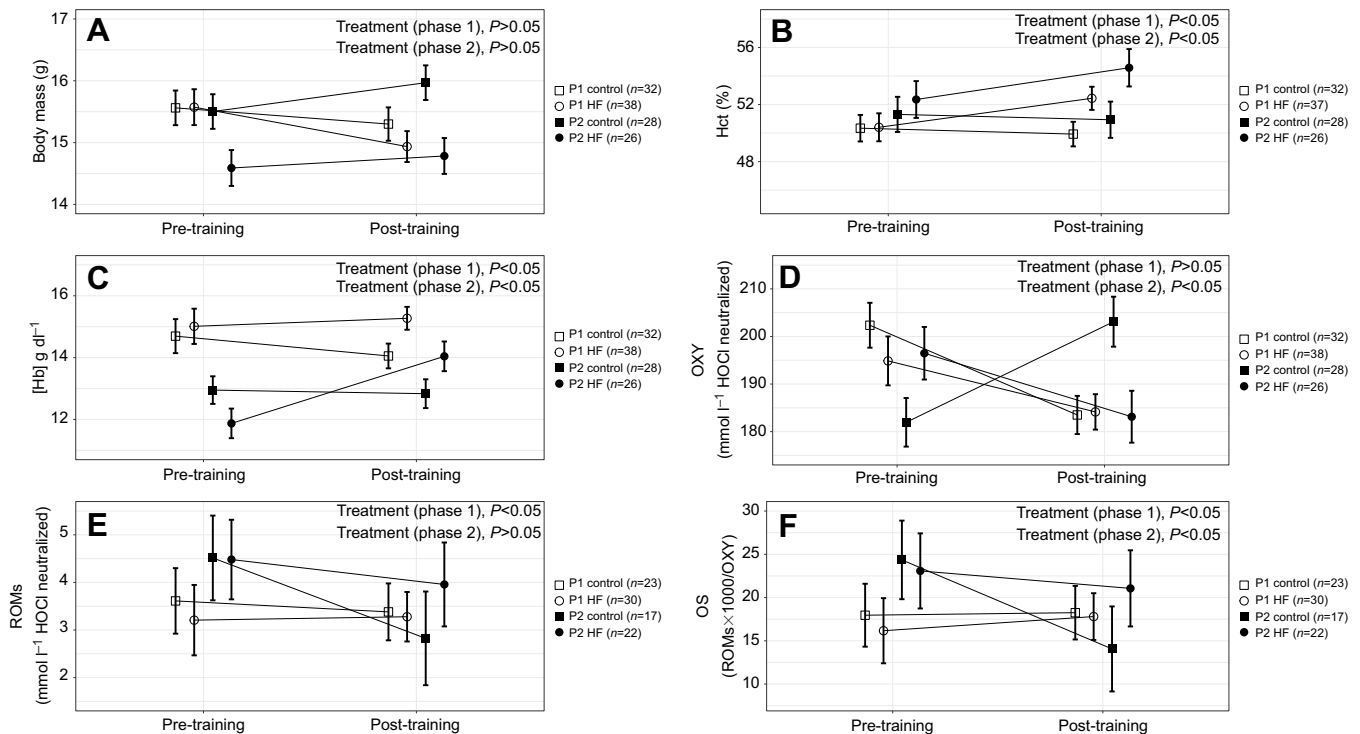 A
Treatment (phase 1), P>0.05
Treatment (phase 2), P>0.05
Body mass (g)
17
16
15
14
Pre-training
Post-training
P1 control (n=32)
P1 HF (n=38)
P2 control (n=28)
P2 HF (n=26)
B
Treatment (phase 1), P<0.05
Treatment (phase 2), P<0.05
Hct (%)
56
52
48
Pre-training
Post-training
P1 control (n=32)
P1 HF (n=37)
P2 control (n=28)
P2 HF (n=26)
C
Treatment (phase 1), P<0.05
Treatment (phase 2), P<0.05
[Hb] g dl⁻¹
16
14
12
Pre-training
Post-training
P1 control (n=32)
P1 HF (n=38)
P2 control (n=28)
P2 HF (n=26)
D
Treatment (phase 1), P>0.05
Treatment (phase 2), P<0.05
OXY
(mmol l⁻¹ HOCl neutralized)
210
200
190
180
Pre-training
Post-training
P1 control (n=32)
P1 HF (n=38)
P2 control (n=28)
P2 HF (n=26)
E
Treatment (phase 1), P<0.05
Treatment (phase 2), P>0.05
ROMs
(mmol l⁻¹ HOCl neutralized)
5
4
3
2
Pre-training
Post-training
P1 control (n=23)
P1 HF (n=30)
P2 control (n=17)
P2 HF (n=22)
F
Treatment (phase 1), P<0.05
Treatment (phase 2), P<0.05
OS
(ROMs×1000/OXY)
30
25
20
15
10
Pre-training
Post-training
P1 control (n=23)
P1 HF (n=30)
P2 control (n=17)
P2 HF (n=22)